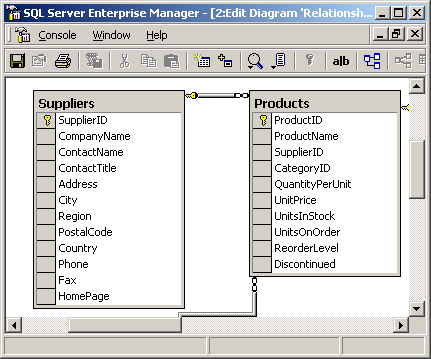 SQL Server Enterprise Manager - [2:Edit Diagram 'Relationsh...
Console Window Help
ab
Suppliers
SupplierID
CompanyName
ContactName
ContactTitle
Address
City
Region
PostalCode
Country
Phone
Fax
HomePage
Products
ProductID
ProductName
SupplierID
CategoryID
QuantityPerUnit
UnitPrice
UnitsInStock
UnitsOnOrder
ReorderLevel
Discontinued